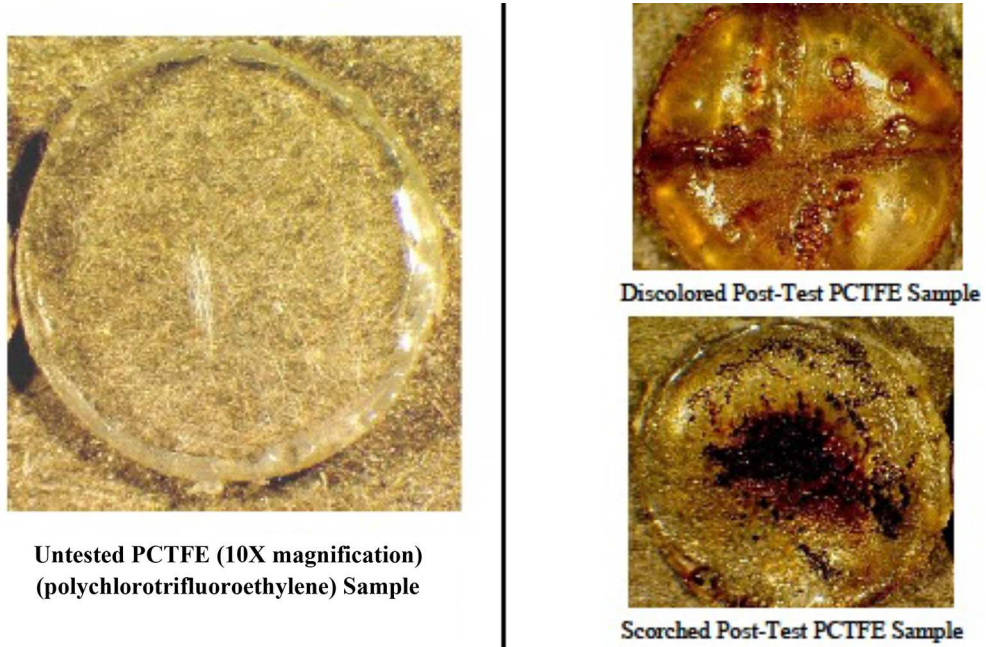 Untested PCTFE (10X magnification)
(polychlorotrifluoroethylene) Sample
Discolored Post-Test PCTFE Sample
Scorched Post-Test PCTFE Sample